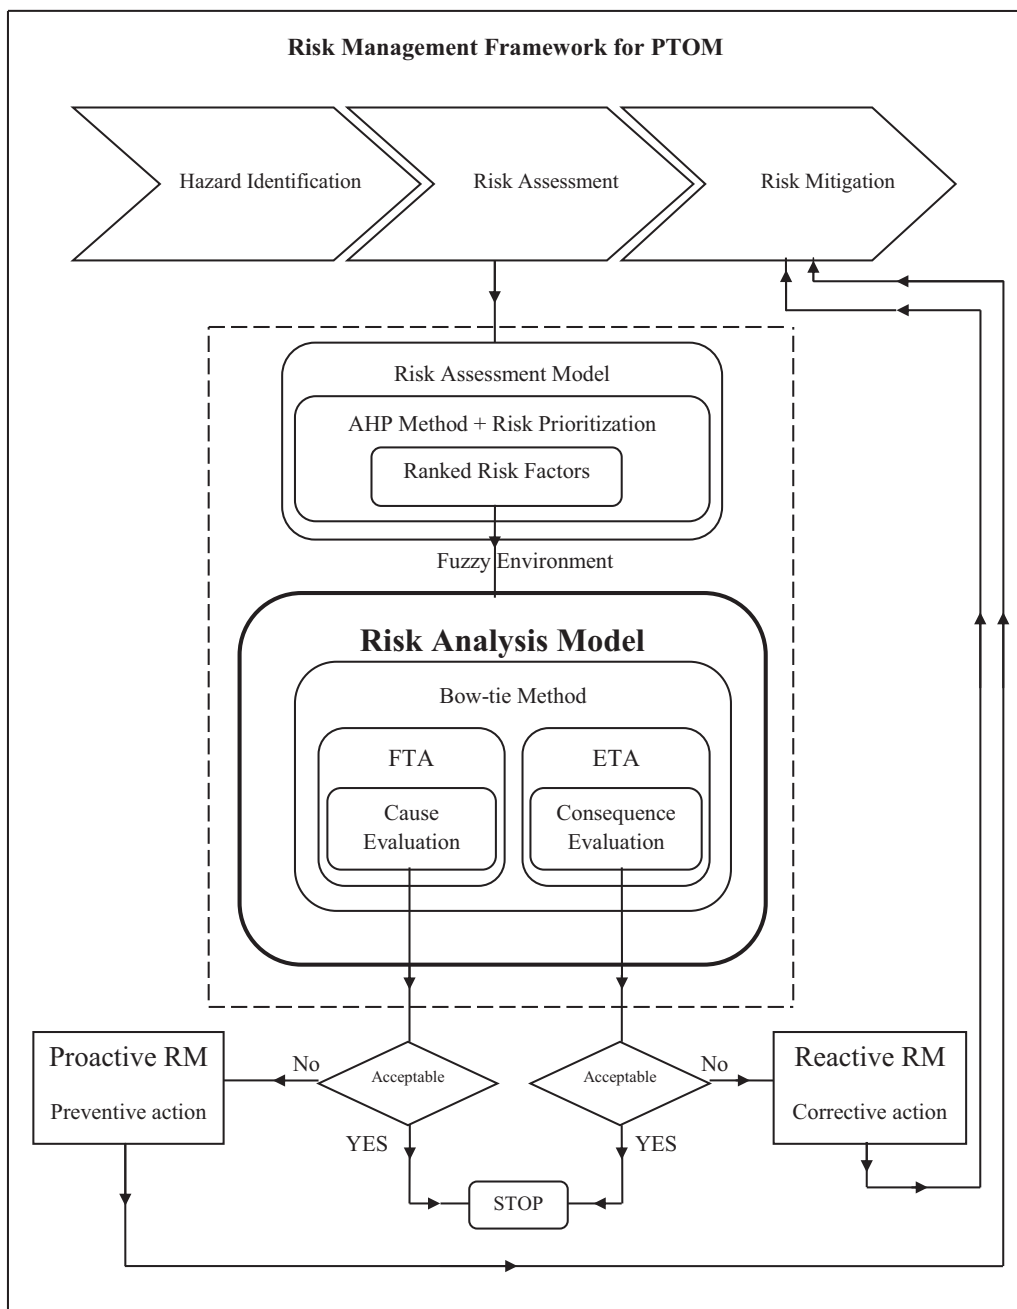 Risk Management Framework for PTOM
Hazard Identification
Risk Assessment
Risk Mitigation
Risk Assessment Model
AHP Method + Risk Prioritization
Ranked Risk Factors
Fuzzy Environment
Risk Analysis Model
Bow-tie Method
FTA
Cause
Evaluation
ETA
Consequence
Evaluation
Proactive RM
Preventive action
No
Acceptable
Acceptable
No
Reactive RM
Corrective action
YES
YES
STOP